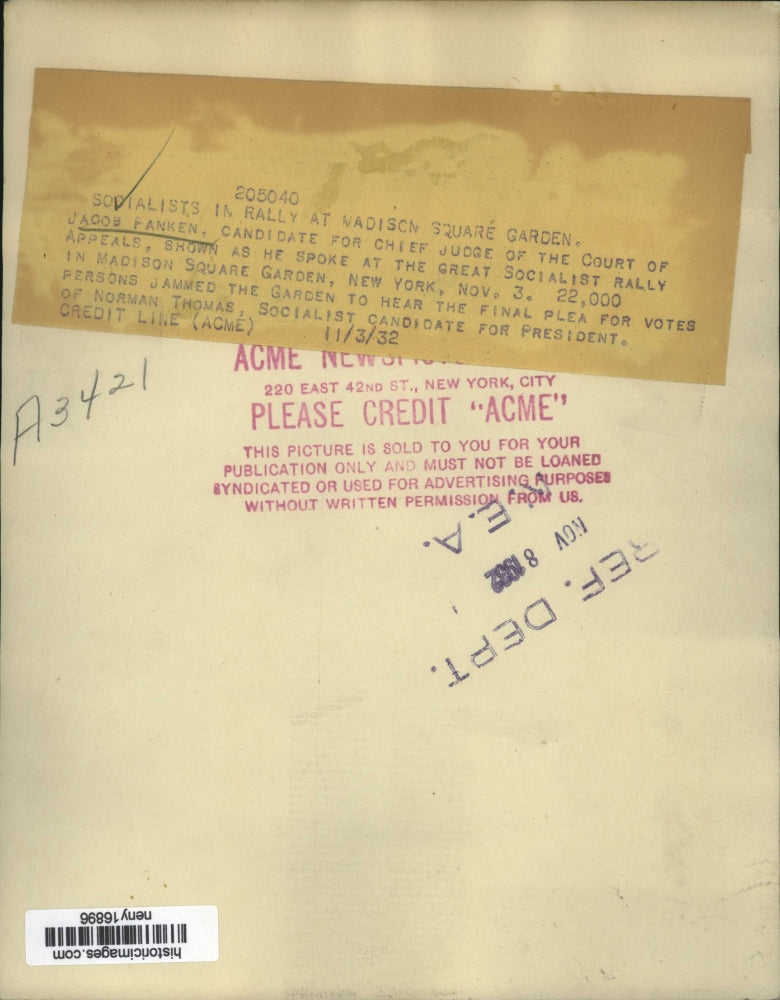 205040
SOCIALISTS IN RALLY AT MADISON SQUARE GARDEN.
JACOB PANKEN, CANDIDATE FOR CHIEF JUDGE OF THE COURT OF
APPEALS, SHOWN AS HE SPOKE AT THE GREAT SOCIALIST RALLY
IN MADISON SQUARE GARDEN, NEW YORK, NOV. 3. 22,000
PERSONS JAMMED THE GARDEN TO HEAR THE FINAL PLEA FOR VOTES
OF NORMAN THOMAS, SOCIALIST CANDIDATE FOR PRESIDENT.
CREDIT LINE (ACME) 11/3/32
A3421
ACME
220 EAST 42ND ST., NEW YORK, CITY
PLEASE CREDIT "ACME"
THIS PICTURE IS SOLD TO YOU FOR YOUR
PUBLICATION ONLY AND MUST NOT BE LOANED
SYNDICATED OR USED FOR ADVERTISING PURPOSES
WITHOUT WRITTEN PERMISSION FROM US.
N.E.A.
NOV 8 1932
REF. DEPT.
neny16896
historicimages.com